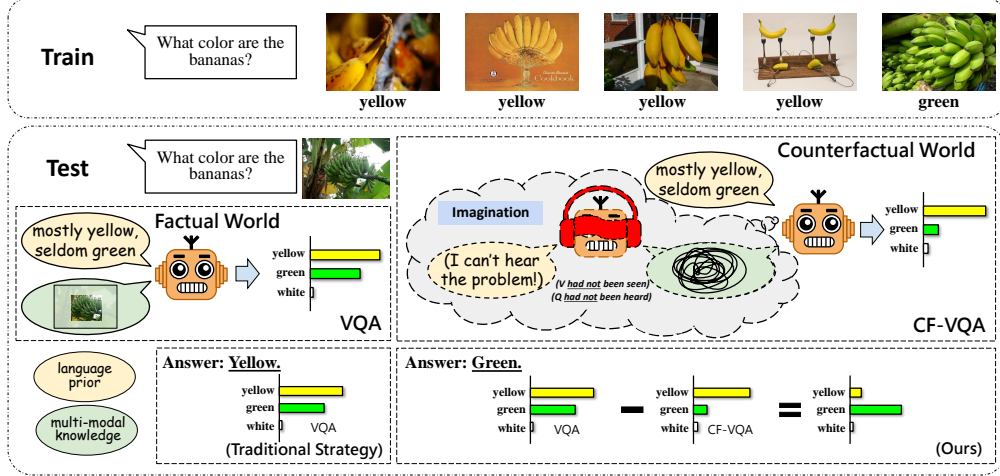 Train
What color are the
bananas?
Cookbook
yellow
yellow
yellow
yellow
green
Test
What color are the
bananas?
Factual World
mostly yellow,
seldom green
yellow
green
white
VQA
Counterfactual World
mostly yellow,
seldom green
Imagination
(I can't hear
the problem!)
(V had not been seen)
(Q had not been heard)
yellow
green
white
CF-VQA
language
prior
multi-modal
knowledge
Answer: Yellow.
yellow
green
white
VQA
(Traditional Strategy)
Answer: Green.
yellow
green
white
VQA
yellow
green
white
CF-VQA
yellow
green
white
(Ours)